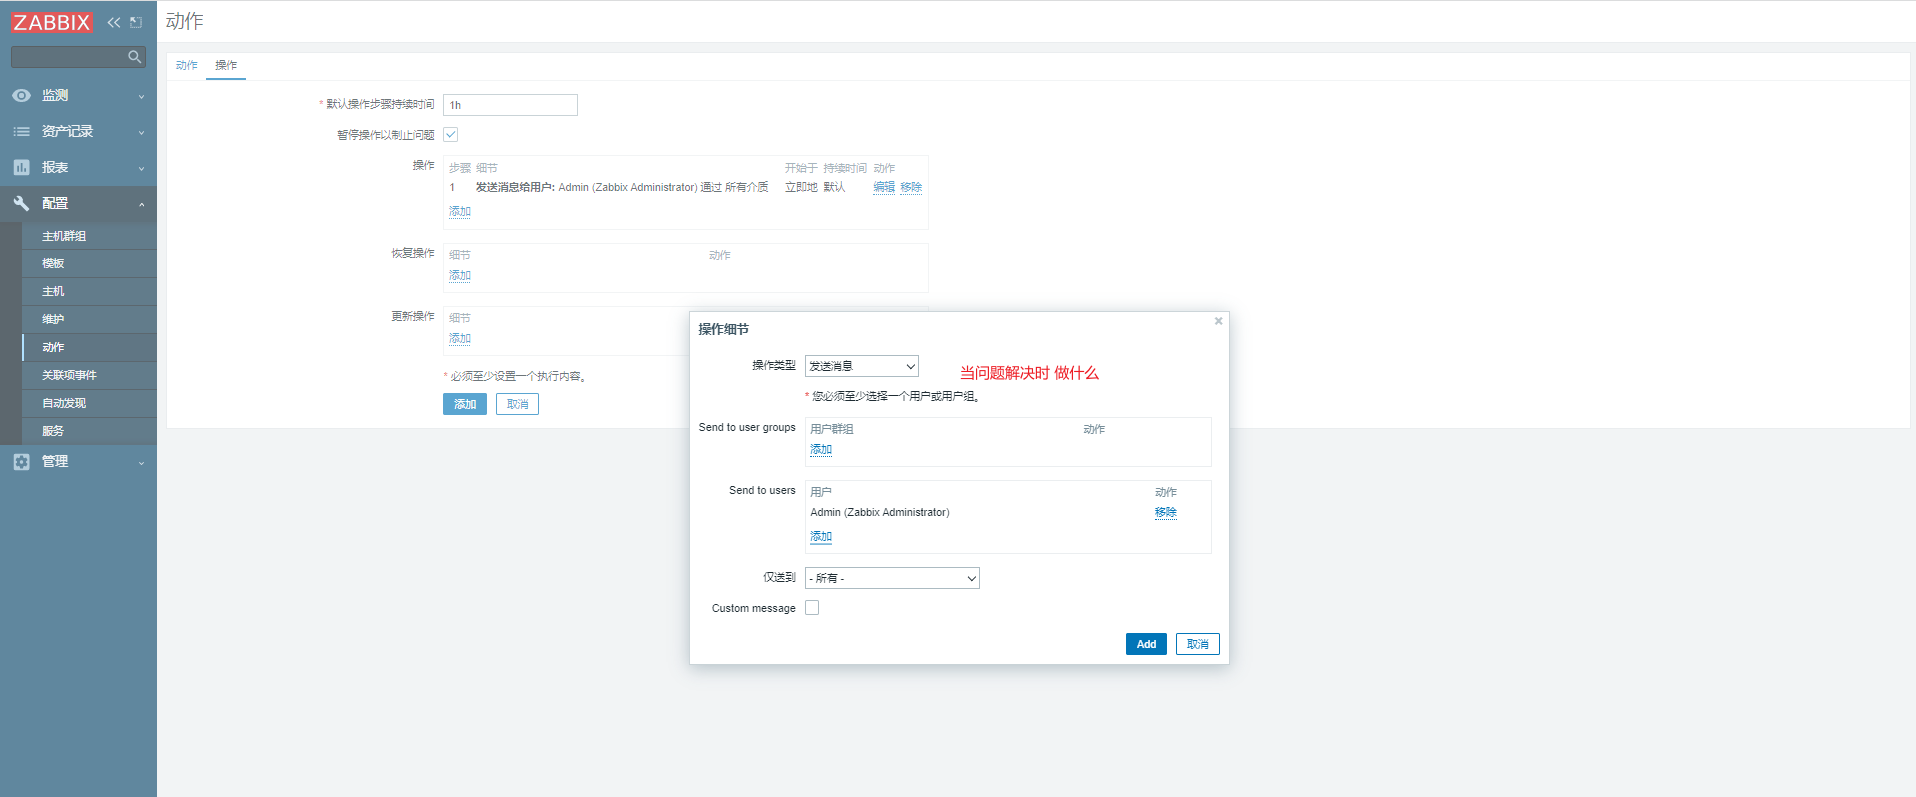 ZABBIX
动作
监测
资产记录
报表
配置
主机群组
模板
主机
维护
动作
关联项事件
自动发现
服务
管理
动作 操作
* 默认操作步骤持续时间 1h
暂停操作以制止问题
操作 步骤 细节 开始于 持续时间 动作
1 发送消息给用户: Admin (Zabbix Administrator) 通过 所有介质 立即地 默认 编辑 移除
添加
恢复操作 细节 动作
添加
更新操作 细节
添加
* 必须至少设置一个执行内容。
添加 取消
操作细节
操作类型 发送消息 当问题解决时 做什么
* 您必须至少选择一个用户或用户组。
Send to user groups 用户群组 动作
添加
Send to users 用户 动作
Admin (Zabbix Administrator) 移除
添加
仅送到 - 所有 -
Custom message
Add 取消